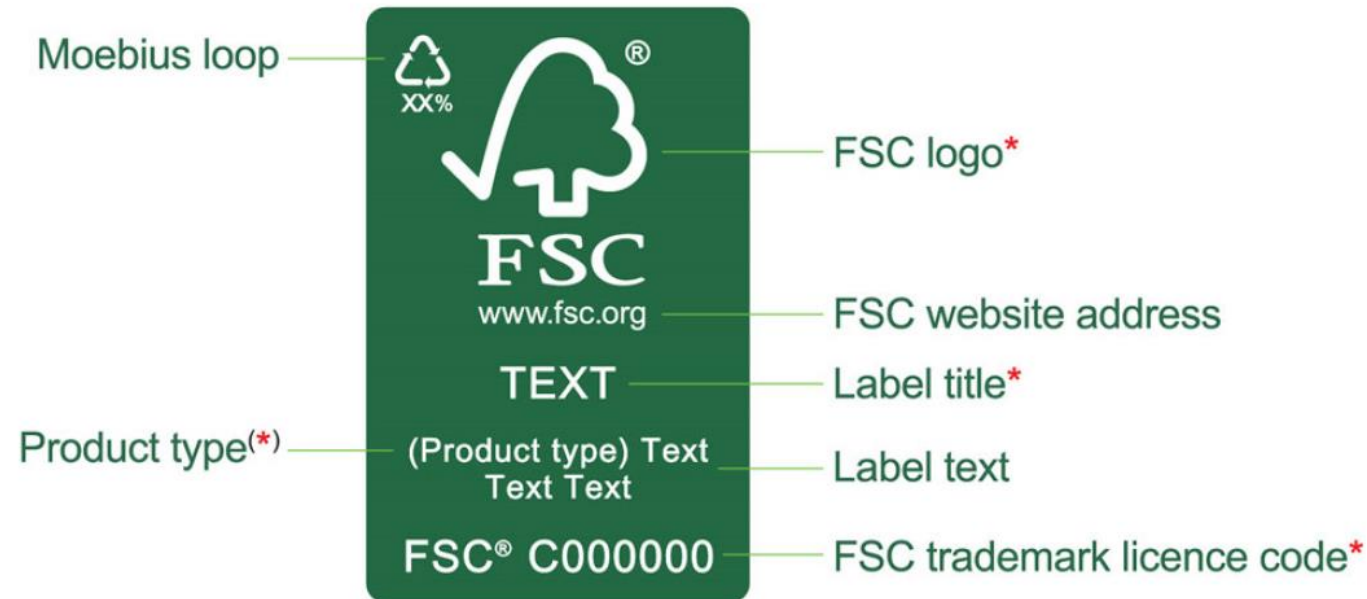 Moebius loop
®
XX%
FSC logo*
FSC
www.fsc.org
FSC website address
TEXT
Label title*
Product type(*)
(Product type) Text
Text Text
Label text
FSC® C000000
FSC trademark licence code*